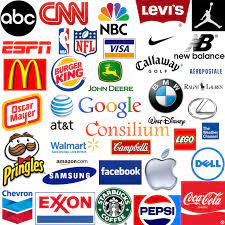 abc
CNN
NBC
LEVI'S
ESPN
NFL
VISA
new balance
Callaway
GOLF
AÉROPOSTALE
BURGER
KING
JOHN DEERE
BMW
RALPH LAUREN
Oscar
Mayer
Google
Walt Disney
at&t
Consilium
LEGO
The
Weather
Channel
Walmart
Campbell's
Pringles
amazon.com
SAMSUNG
facebook
DELL
Chevron
EXXON
STARBUCKS
COFFEE
PEPSI
Coca-Cola